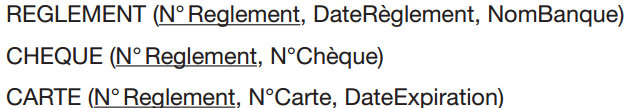 REGLEMENT (N° Reglement, DateRèglement, NomBanque)
CHEQUE (N° Reglement, N°Chèque)
CARTE (N° Reglement, N°Carte, DateExpiration)